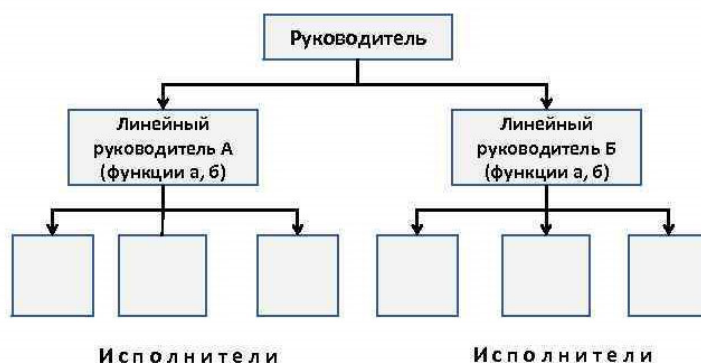 Руководитель
Линейный
руководитель А
(функции а, б)
Линейный
руководитель Б
(функции а, б)
Исполнители
Исполнители